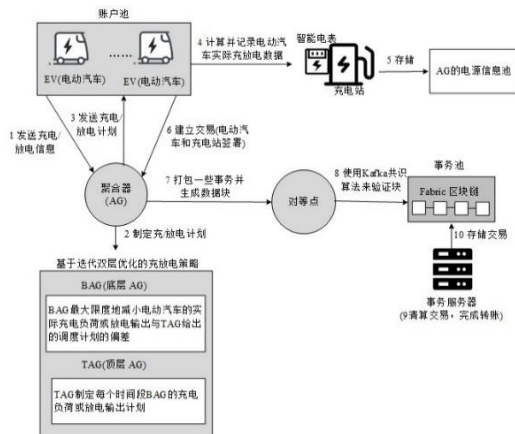 账户池
……
EV(电动汽车)
EV(电动汽车)
4 计算并记录电动汽
车实际充放电数据
智能电表
充电站
5 存储
AG的电源信息池
1 发送充电/
放电信息
3 发送充电/
放电计划
6 建立交易(电动汽
车和充电站签署)
聚合器
(AG)
7 打包一些事务并
生成数据块
对等点
8 使用Kafka共识
算法来验证块
事务池
Fabric 区块链
2 制定充/放电计划
10 存储交易
事务服务器
(9清算交易，完成转账)
基于迭代双层优化的充放电策略
BAG(底层 AG)
BAG最大限度地减小电动汽车的实
际充电负荷或放电输出与TAG给出
的调度计划的偏差
TAG(顶层 AG)
TAG制定每个时间段BAG的充电
负荷或放电输出计划